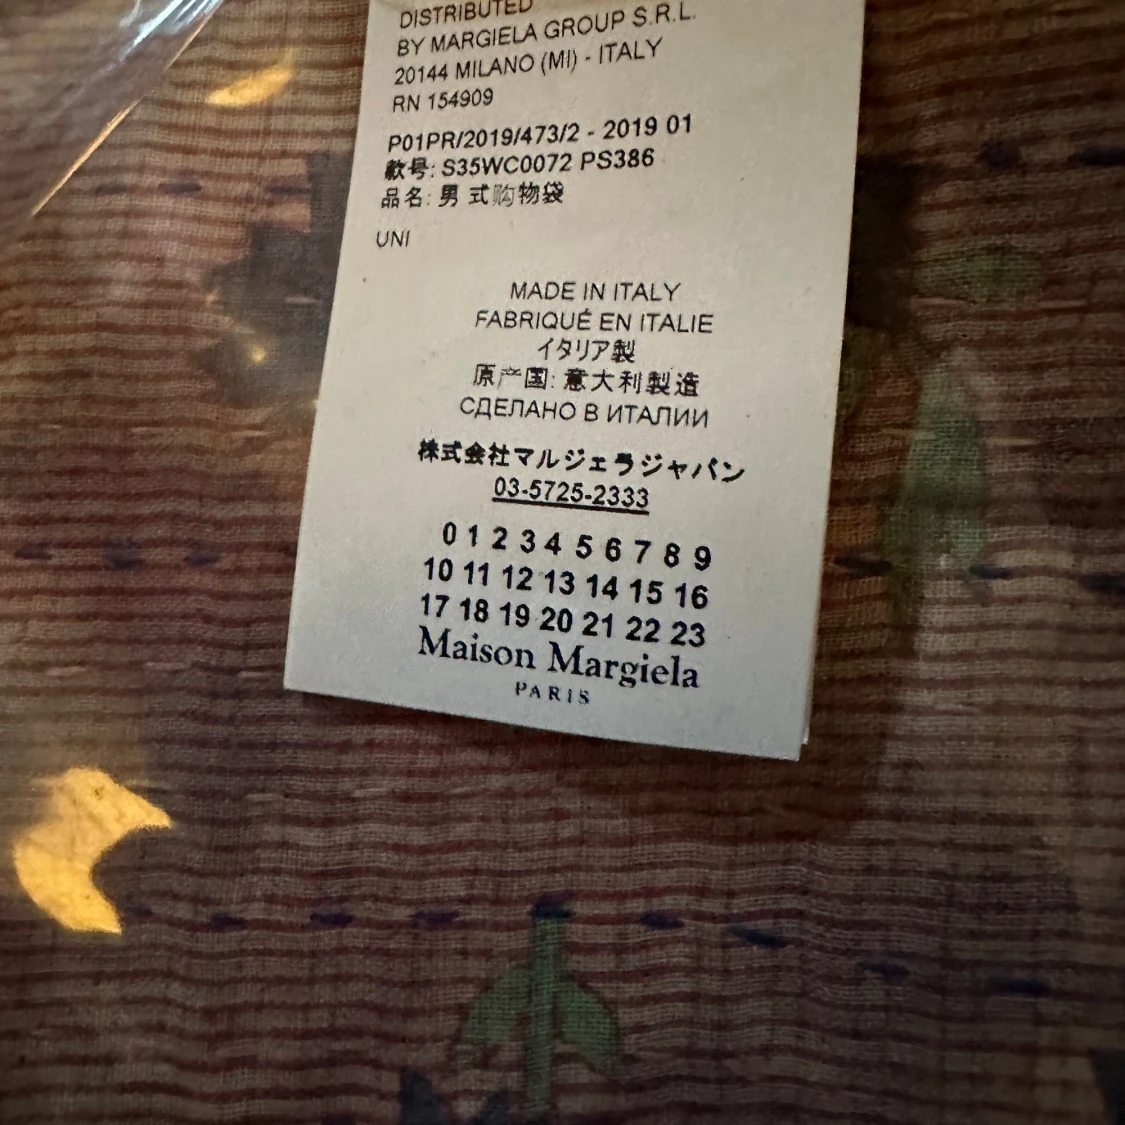 DISTRIBUTED
BY MARGIELA GROUP S.R.L.
20144 MILANO (MI) - ITALY
RN 154909
P01PR/2019/473/2 - 2019 01
款号: S35WC0072 PS386
品名: 男式购物袋
UNI
MADE IN ITALY
FABRIQUÉ EN ITALIE
イタリア製
原产国: 意大利製造
СДЕЛАНО В ИТАЛИИ
株式会社マルジェラジャパン
03-5725-2333
0 1 2 3 4 5 6 7 8 9
10 11 12 13 14 15 16
17 18 19 20 21 22 23
Maison Margiela
PARIS